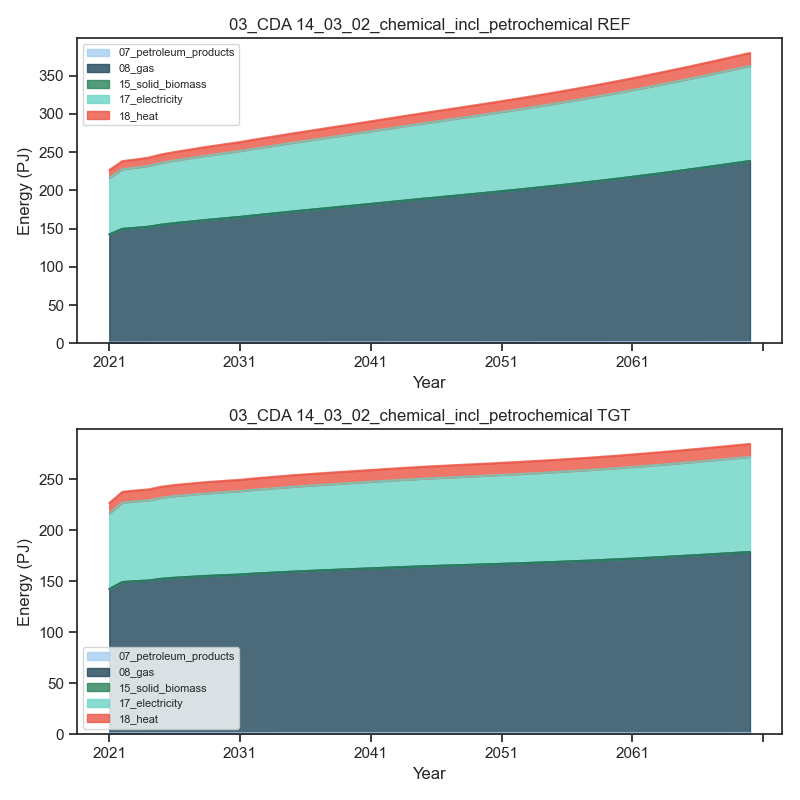 03_CDA 14_03_02_chemical_incl_petrochemical REF
07_petroleum_products
08_gas
15_solid_biomass
17_electricity
18_heat
350
300
250
200
150
100
50
0
Energy (PJ)
2021 2031 2041 2051 2061
Year
03_CDA 14_03_02_chemical_incl_petrochemical TGT
250
200
150
100
50
0
Energy (PJ)
07_petroleum_products
08_gas
15_solid_biomass
17_electricity
18_heat
2021 2031 2041 2051 2061
Year